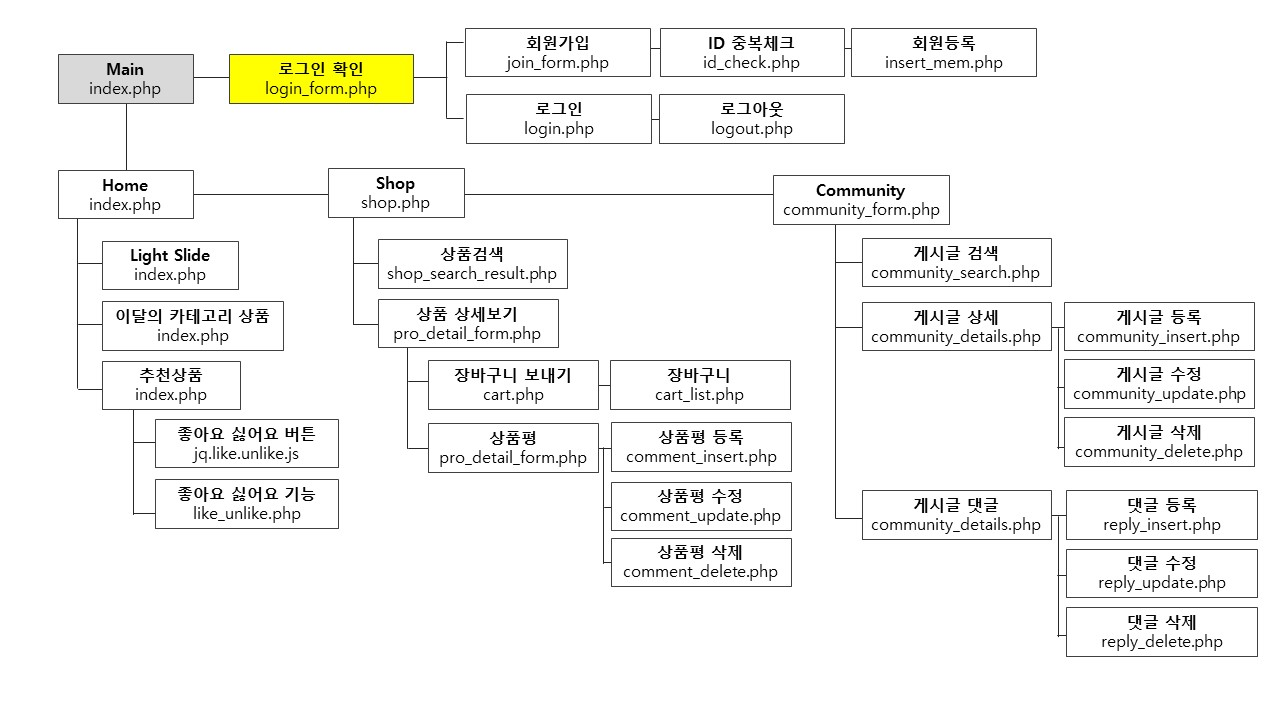 Main
index.php
로그인 확인
login_form.php
회원가입
join_form.php
ID 중복체크
id_check.php
회원등록
insert_mem.php
로그인
login.php
로그아웃
logout.php
Home
index.php
Light Slide
index.php
이달의 카테고리 상품
index.php
추천상품
index.php
좋아요 싫어요 버튼
jq.like.unlike.js
좋아요 싫어요 기능
like_unlike.php
Shop
shop.php
상품검색
shop_search_result.php
상품 상세보기
pro_detail_form.php
장바구니 보내기
cart.php
장바구니
cart_list.php
상품평
pro_detail_form.php
상품평 등록
comment_insert.php
상품평 수정
comment_update.php
상품평 삭제
comment_delete.php
Community
community_form.php
게시글 검색
community_search.php
게시글 상세
community_details.php
게시글 등록
community_insert.php
게시글 수정
community_update.php
게시글 삭제
community_delete.php
게시글 댓글
community_details.php
댓글 등록
reply_insert.php
댓글 수정
reply_update.php
댓글 삭제
reply_delete.php